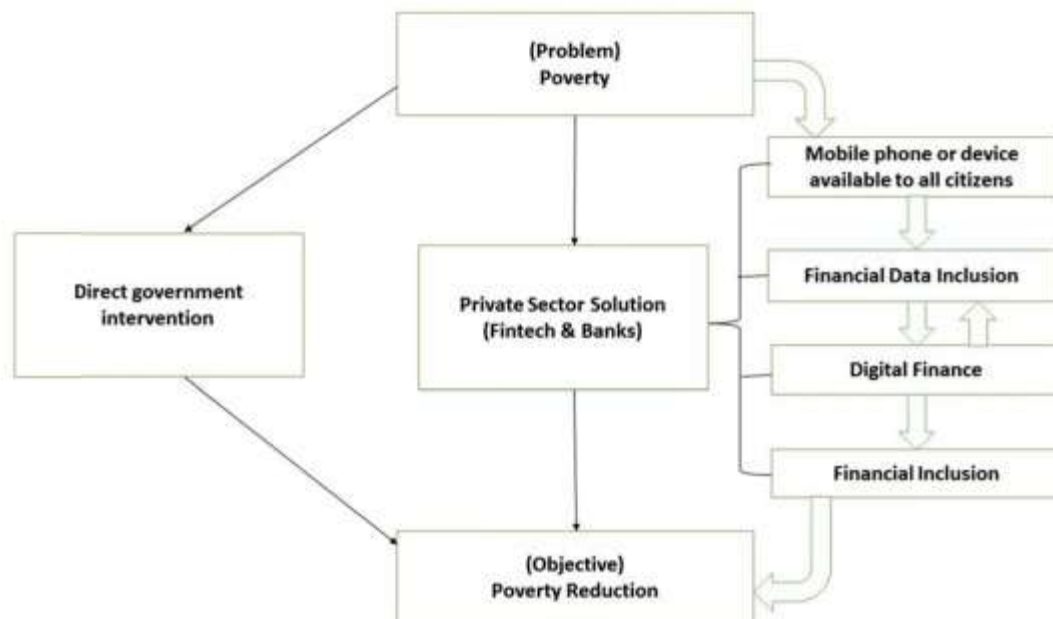 (Problem)
Poverty
Mobile phone or device
available to all citizens
Direct government
intervention
Private Sector Solution
(Fintech & Banks)
Financial Data Inclusion
Digital Finance
Financial Inclusion
(Objective)
Poverty Reduction